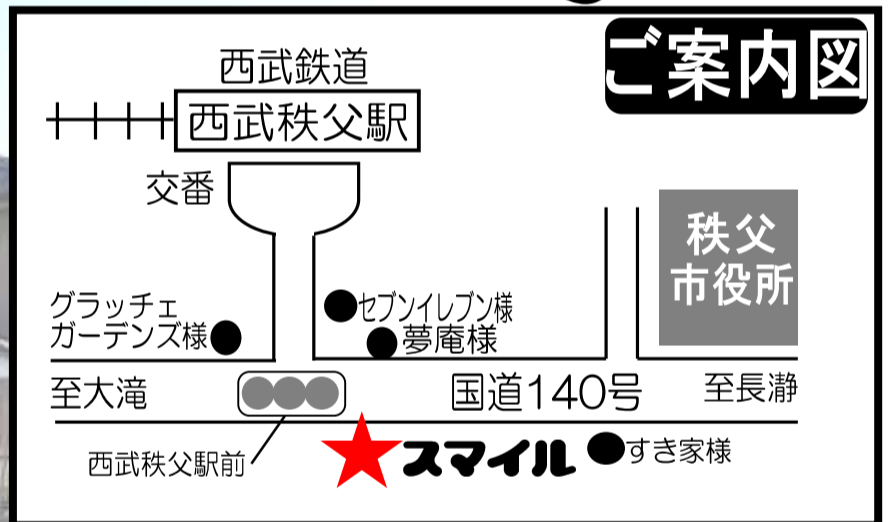 ご案内図
西武鉄道
西武秩父駅
交番
秩父
市役所
グラッチェ
ガーデンズ様
セブンイレブン様
夢庵様
至大滝
国道140号
至長瀞
西武秩父駅前
スマイル
すき家様